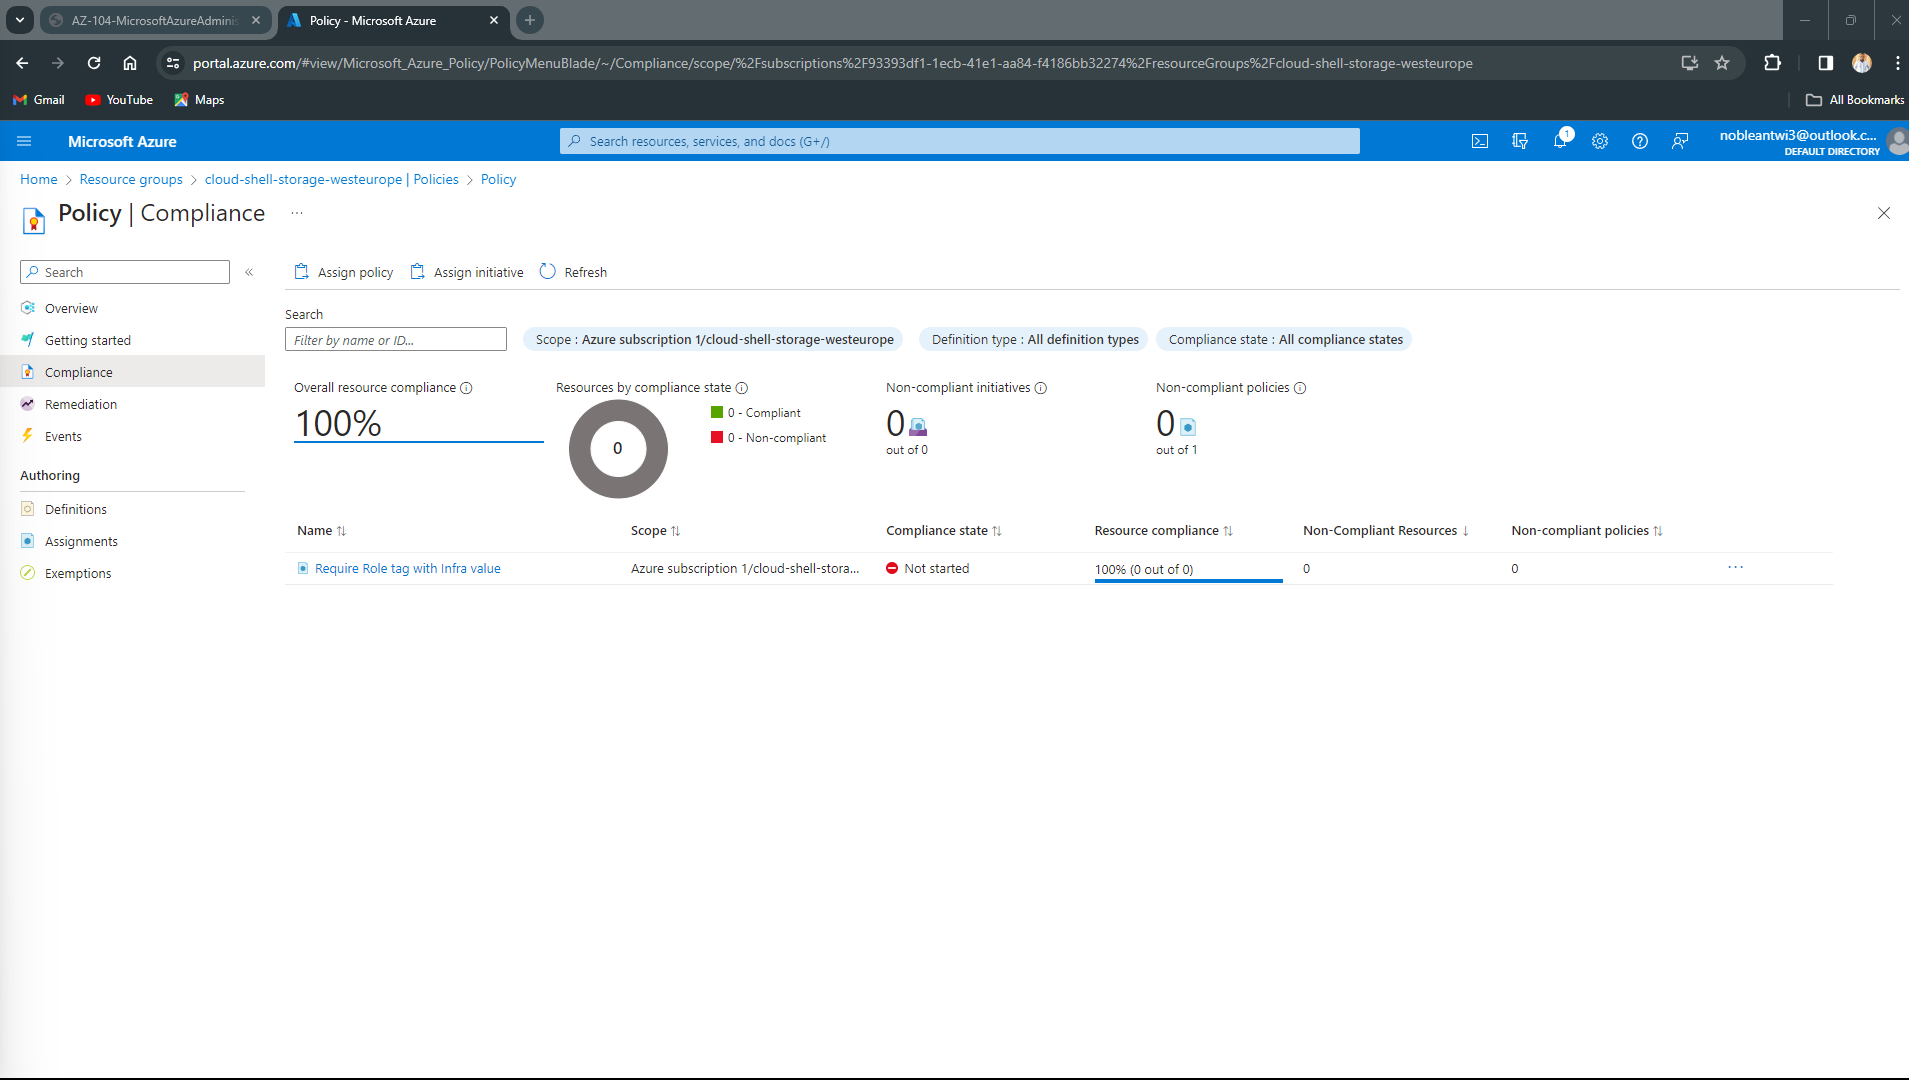 AZ-104-MicrosoftAzureAdminis
Policy - Microsoft Azure
portal.azure.com/#view/Microsoft_Azure_Policy/PolicyMenuBlade/~/Compliance/scope/%2Fsubscriptions%2F93393df1-1ecb-41e1-aa84-f4186bb32274%2FresourceGroups%2Fcloud-shell-storage-westeurope
Gmail YouTube Maps All Bookmarks
Microsoft Azure
Search resources, services, and docs (G+/)
1
nobleantwi3@outlook.c...
DEFAULT DIRECTORY
Home > Resource groups > cloud-shell-storage-westeurope | Policies > Policy
Policy | Compliance ...
Search «
Assign policy Assign initiative Refresh
Overview
Getting started
Compliance
Remediation
Events
Authoring
Definitions
Assignments
Exemptions
Search
Filter by name or ID...
Scope : Azure subscription 1/cloud-shell-storage-westeurope
Definition type : All definition types
Compliance state : All compliance states
Overall resource compliance
100%
Resources by compliance state
0
0 - Compliant
0 - Non-compliant
Non-compliant initiatives
0
out of 0
Non-compliant policies
0
out of 1
Name Scope Compliance state Resource compliance Non-Compliant Resources Non-compliant policies
Require Role tag with Infra value Azure subscription 1/cloud-shell-stora... Not started 100% (0 out of 0) 0 0 ...